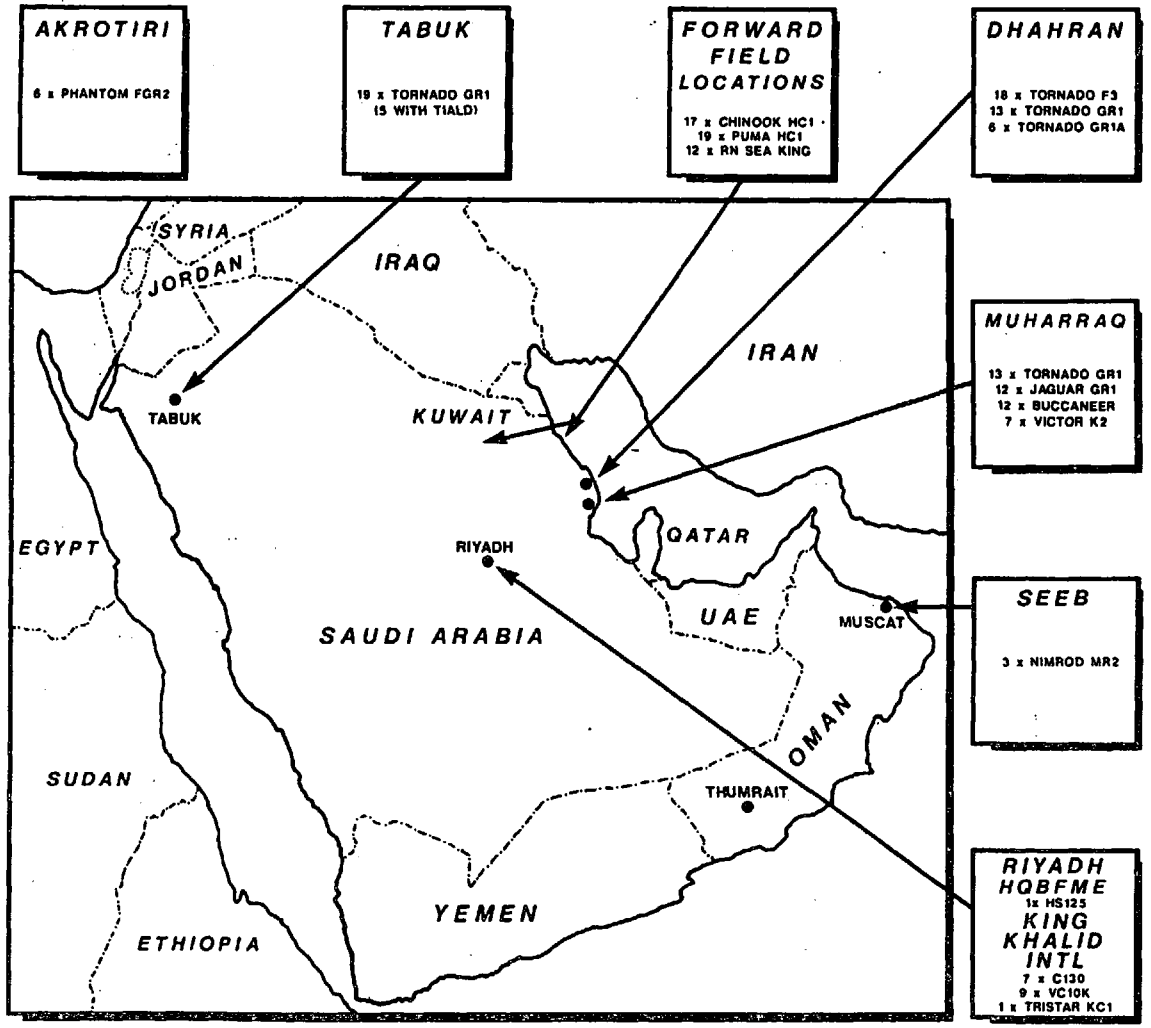 AKROTIRI
6 x PHANTOM FGR2
TABUK
19 x TORNADO GR1
(5 WITH TIALD)
FORWARD
FIELD
LOCATIONS
17 x CHINOOK HC1
19 x PUMA HC1
12 x RN SEA KING
DHAHRAN
18 x TORNADO F3
13 x TORNADO GR1
6 x TORNADO GR1A
SYRIA
JORDAN
IRAQ
IRAN
MUHARRAQ
13 x TORNADO GR1
12 x JAGUAR GR1
12 x BUCCANEER
7 x VICTOR K2
TABUK
KUWAIT
EGYPT
RIYADH
QATAR
SAUDI ARABIA
UAE
MUSCAT
SEEB
3 x NIMROD MR2
OMAN
SUDAN
THUMRAIT
YEMEN
ETHIOPIA
RIYADH
HQBFME
1x HS125
KING
KHALID
INTL
7 x C130
9 x VC10K
1 x TRISTAR KC1